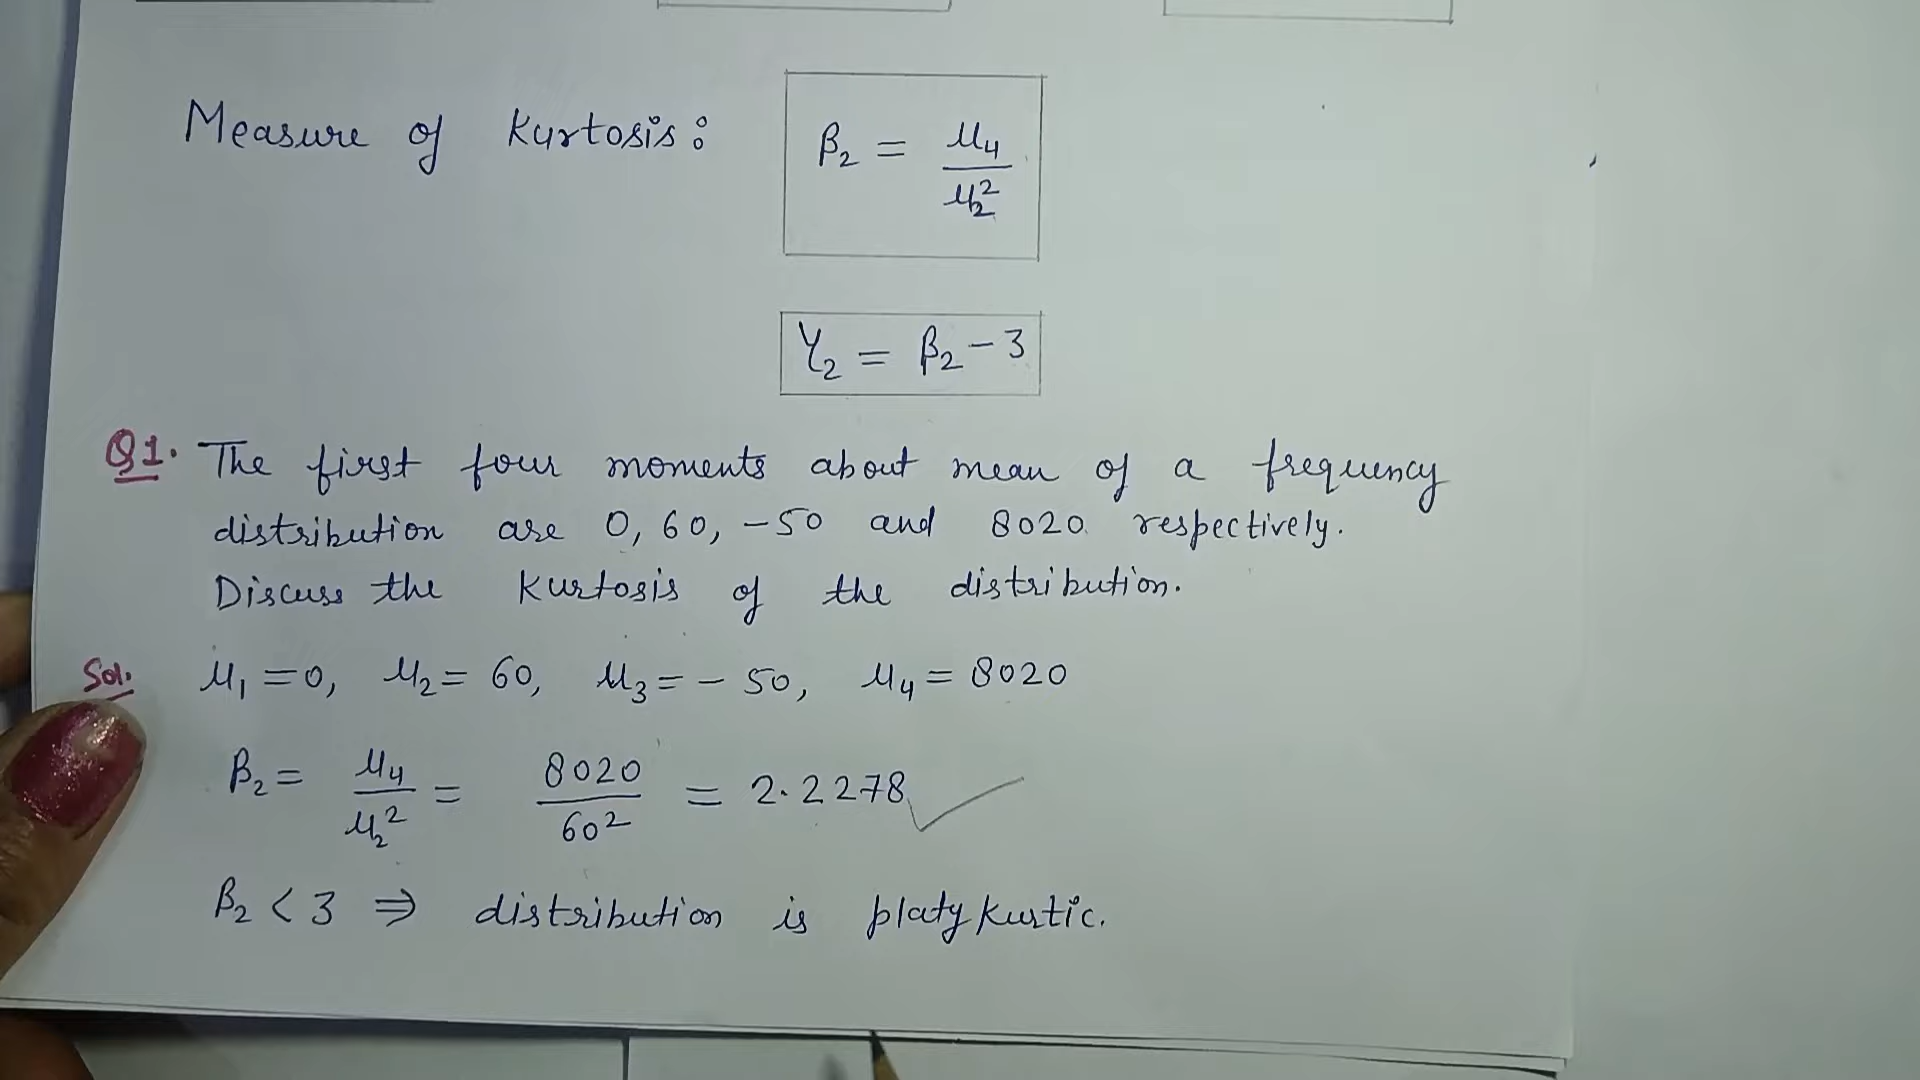 Measure of Kurtosis: β₂ = μ₄/μ₂²
γ₂ = β₂ - 3
Q1. The first four moments about mean of a frequency
distribution are 0, 60, -50 and 8020 respectively.
Discuss the Kurtosis of the distribution.
Sol. μ₁ = 0, μ₂ = 60, μ₃ = - 50, μ₄ = 8020
β₂ = μ₄/μ₂² = 8020/60² = 2.2278
β₂ < 3 ⇒ distribution is platykurtic.